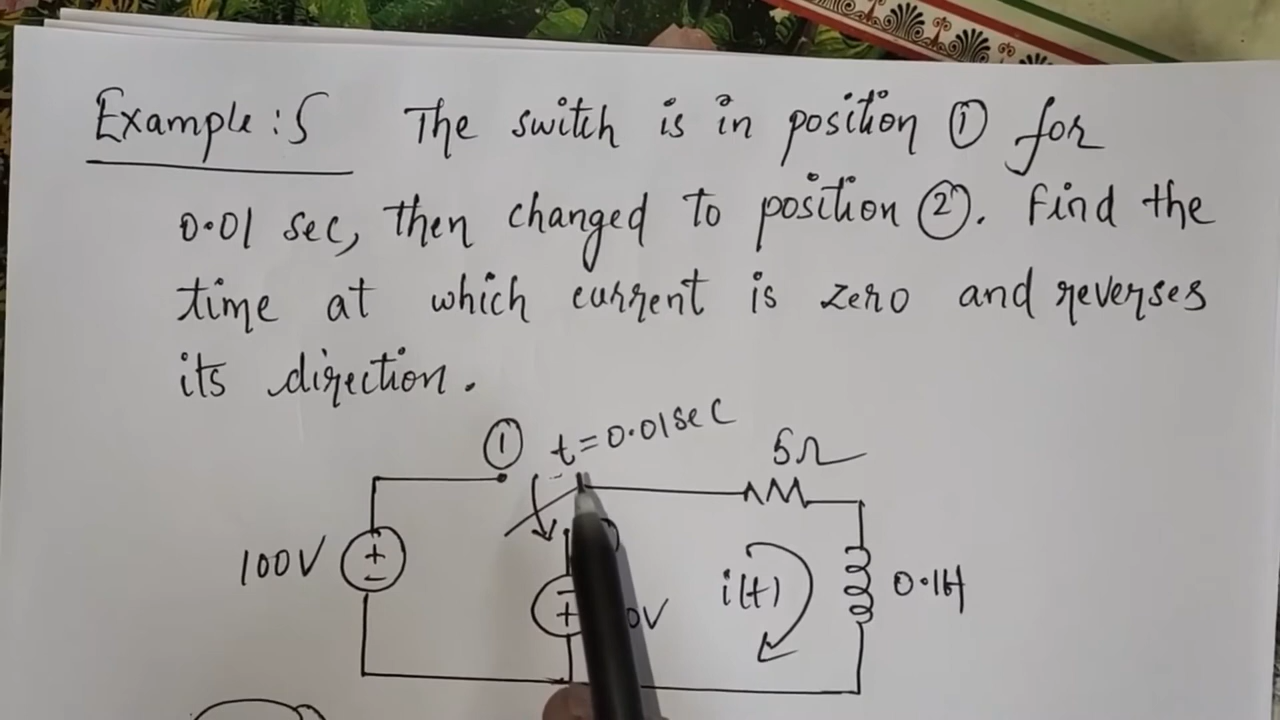 Example:5 The switch is in position ① for
0.01 sec, then changed to position ②. Find the
time at which current is zero and reverses
its direction.
① t=0.01sec
5Ω
100V
i(t)
0.1H